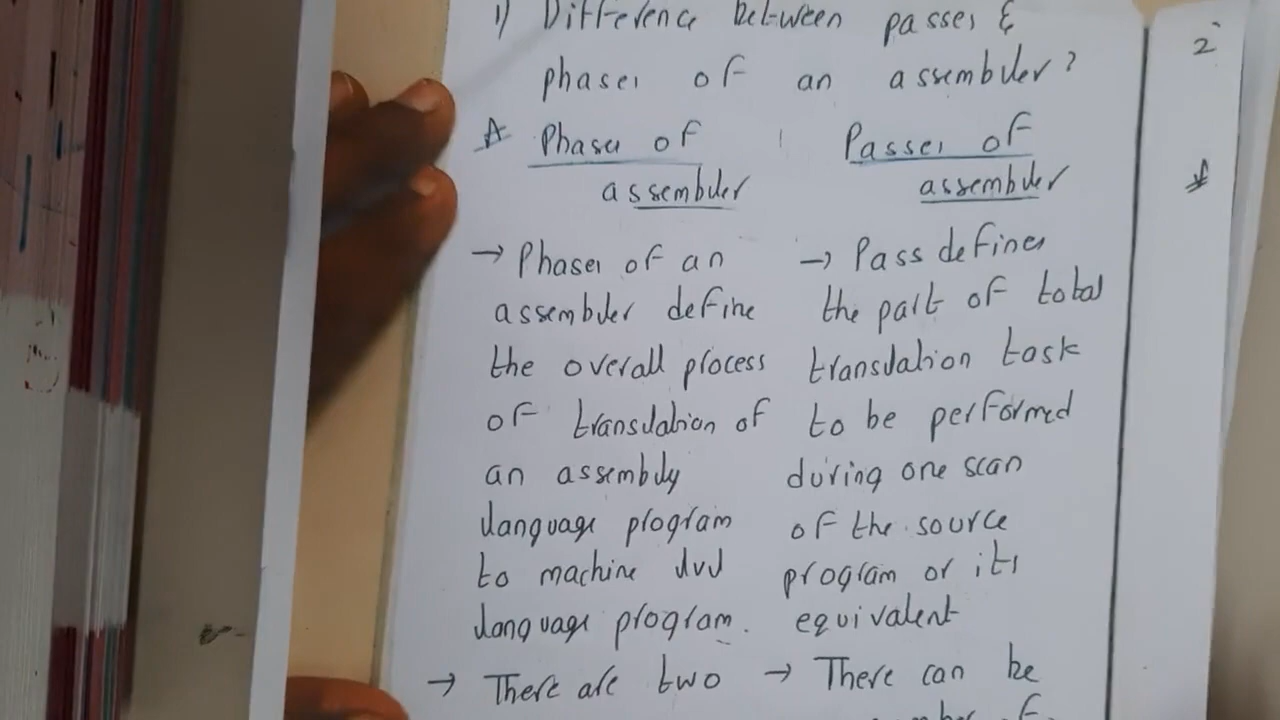 1) Difference between passes &
phases of an assembler?
A Phases of
assembler
→ Phases of an
assembler define
the overall process
of translation of
an assembly
language program
to machine lvl
language program.
→ There are two
Passes of
assembler
→ Pass defines
the part of total
translation task
to be performed
during one scan
of the source
program or its
equivalent
→ There can be
of
2